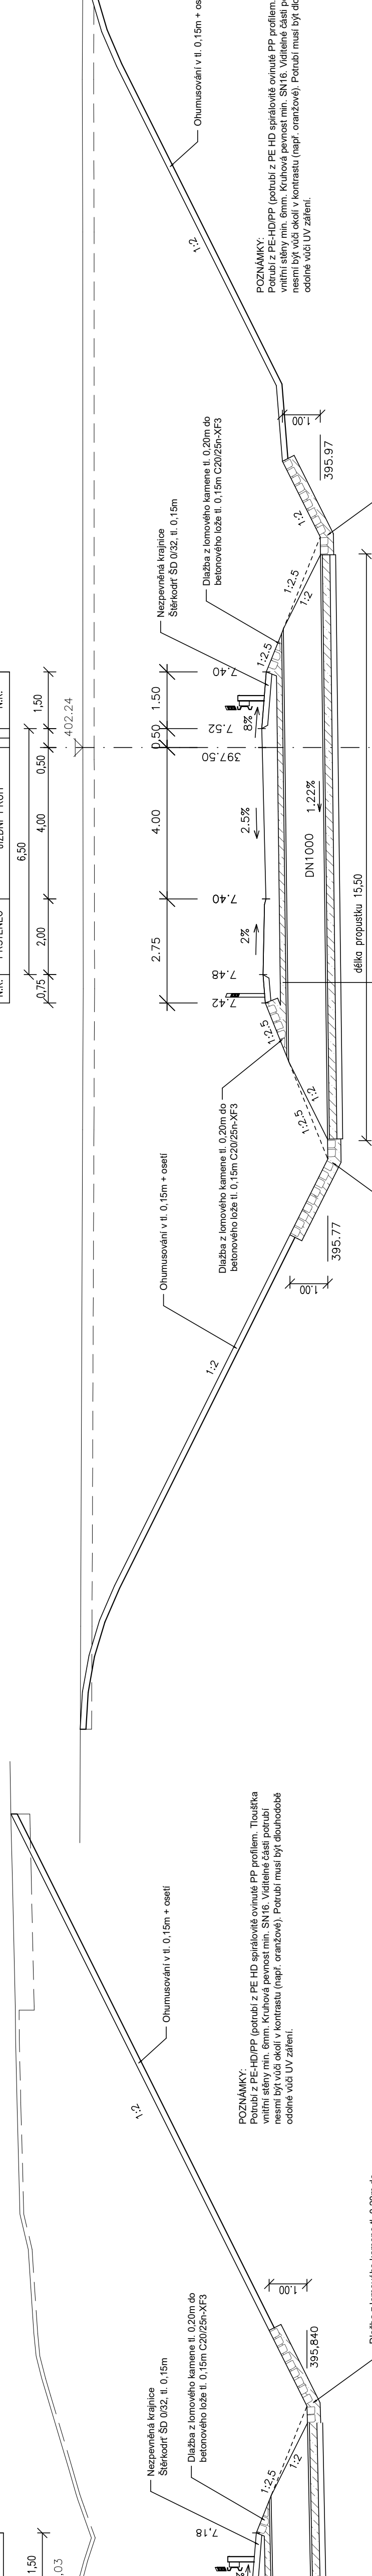 N.K.
PRUH
1,50
0,50
4,00
2,00
0,75
6,50
402.24
Ohumusování v tl. 0,15m + osetí
1:2
POZNÁMKY:
Potrubí z PE-HD/PP (potrubí z PE HD spirálovitě ovinuté PP profilem.
vnitřní stěny min. 6mm. Kruhová pevnost min. SN16. Viditelné části
nesmí být vůči okolí v kontrastu (např. oranžové). Potrubí musí být
odolné vůči UV záření.
1.00
395.97
1:2
Dlažba z lomového kamene tl. 0,20m do
betonového lože tl. 0,15m C20/25n-XF3
Nezpevněná krajnice
Štěrkodrť ŠD 0/32, tl. 0,15m
1:2.5
1:2
1:2.5
7.40
1.50
8%
7.52
0.50
397.50
2.5%
4.00
7.40
2%
2.75
7.48
7.42
DN1000
1.22%
délka propustku 15,50
1:2.5
1:2.5
1:2
Dlažba z lomového kamene tl. 0,20m do
betonového lože tl. 0,15m C20/25n-XF3
Ohumusování v tl. 0,15m + osetí
1:2
1.00
395.77
Ohumusování v tl. 0,15m + osetí
1:2
POZNÁMKY:
Potrubí z PE-HD/PP (potrubí z PE HD spirálovitě ovinuté PP profilem. Tloušťka
vnitřní stěny min. 6mm. Kruhová pevnost min. SN16. Viditelné části potrubí
nesmí být vůči okolí v kontrastu (např. oranžové). Potrubí musí být dlouhodobě
odolné vůči UV záření.
1.00
395,840
Nezpevněná krajnice
Štěrkodrť ŠD 0/32, tl. 0,15m
Dlažba z lomového kamene tl. 0,20m do
betonového lože tl. 0,15m C20/25n-XF3
1:2,5
1:2
7,18
1,50
,03